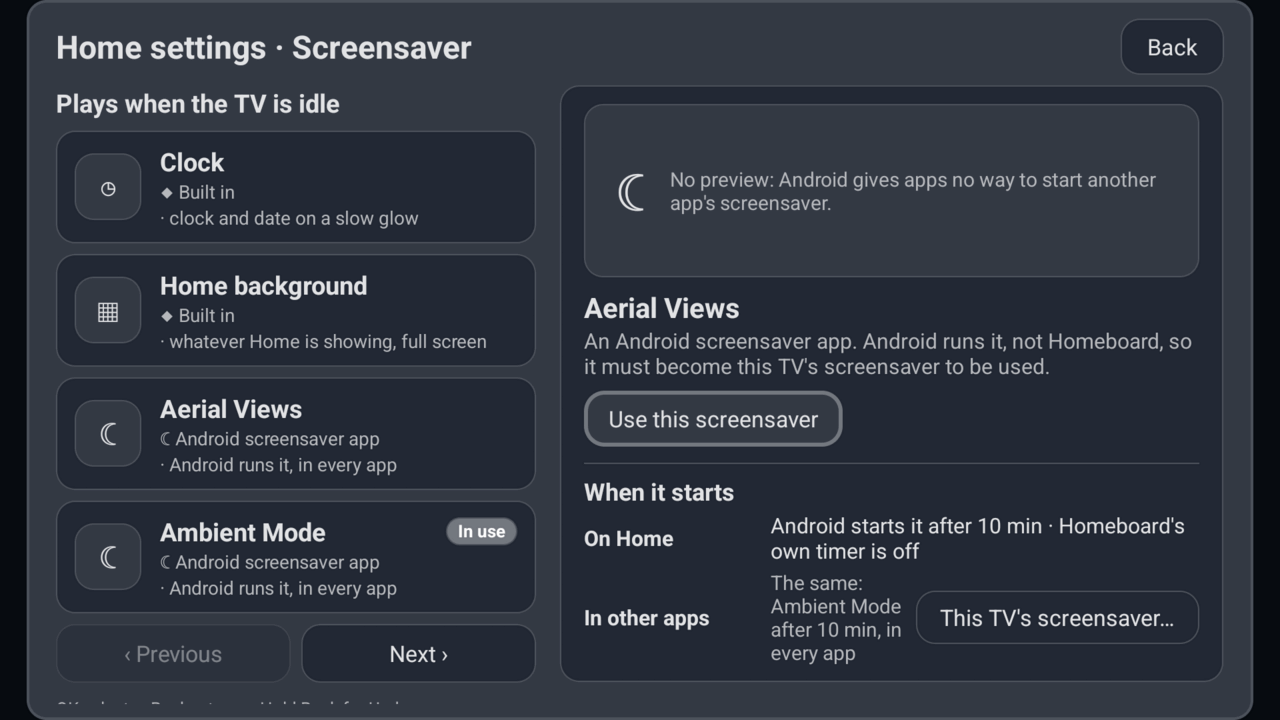 Home settings · Screensaver
Back
Plays when the TV is idle
Clock
◆ Built in
· clock and date on a slow glow
Home background
◆ Built in
· whatever Home is showing, full screen
Aerial Views
☾ Android screensaver app
· Android runs it, in every app
Ambient Mode
In use
☾ Android screensaver app
· Android runs it, in every app
‹ Previous
Next ›
No preview: Android gives apps no way to start another
app's screensaver.
Aerial Views
An Android screensaver app. Android runs it, not Homeboard, so
it must become this TV's screensaver to be used.
Use this screensaver
When it starts
On Home
Android starts it after 10 min · Homeboard's
own timer is off
In other apps
The same:
Ambient Mode
after 10 min, in
every app
This TV's screensaver…